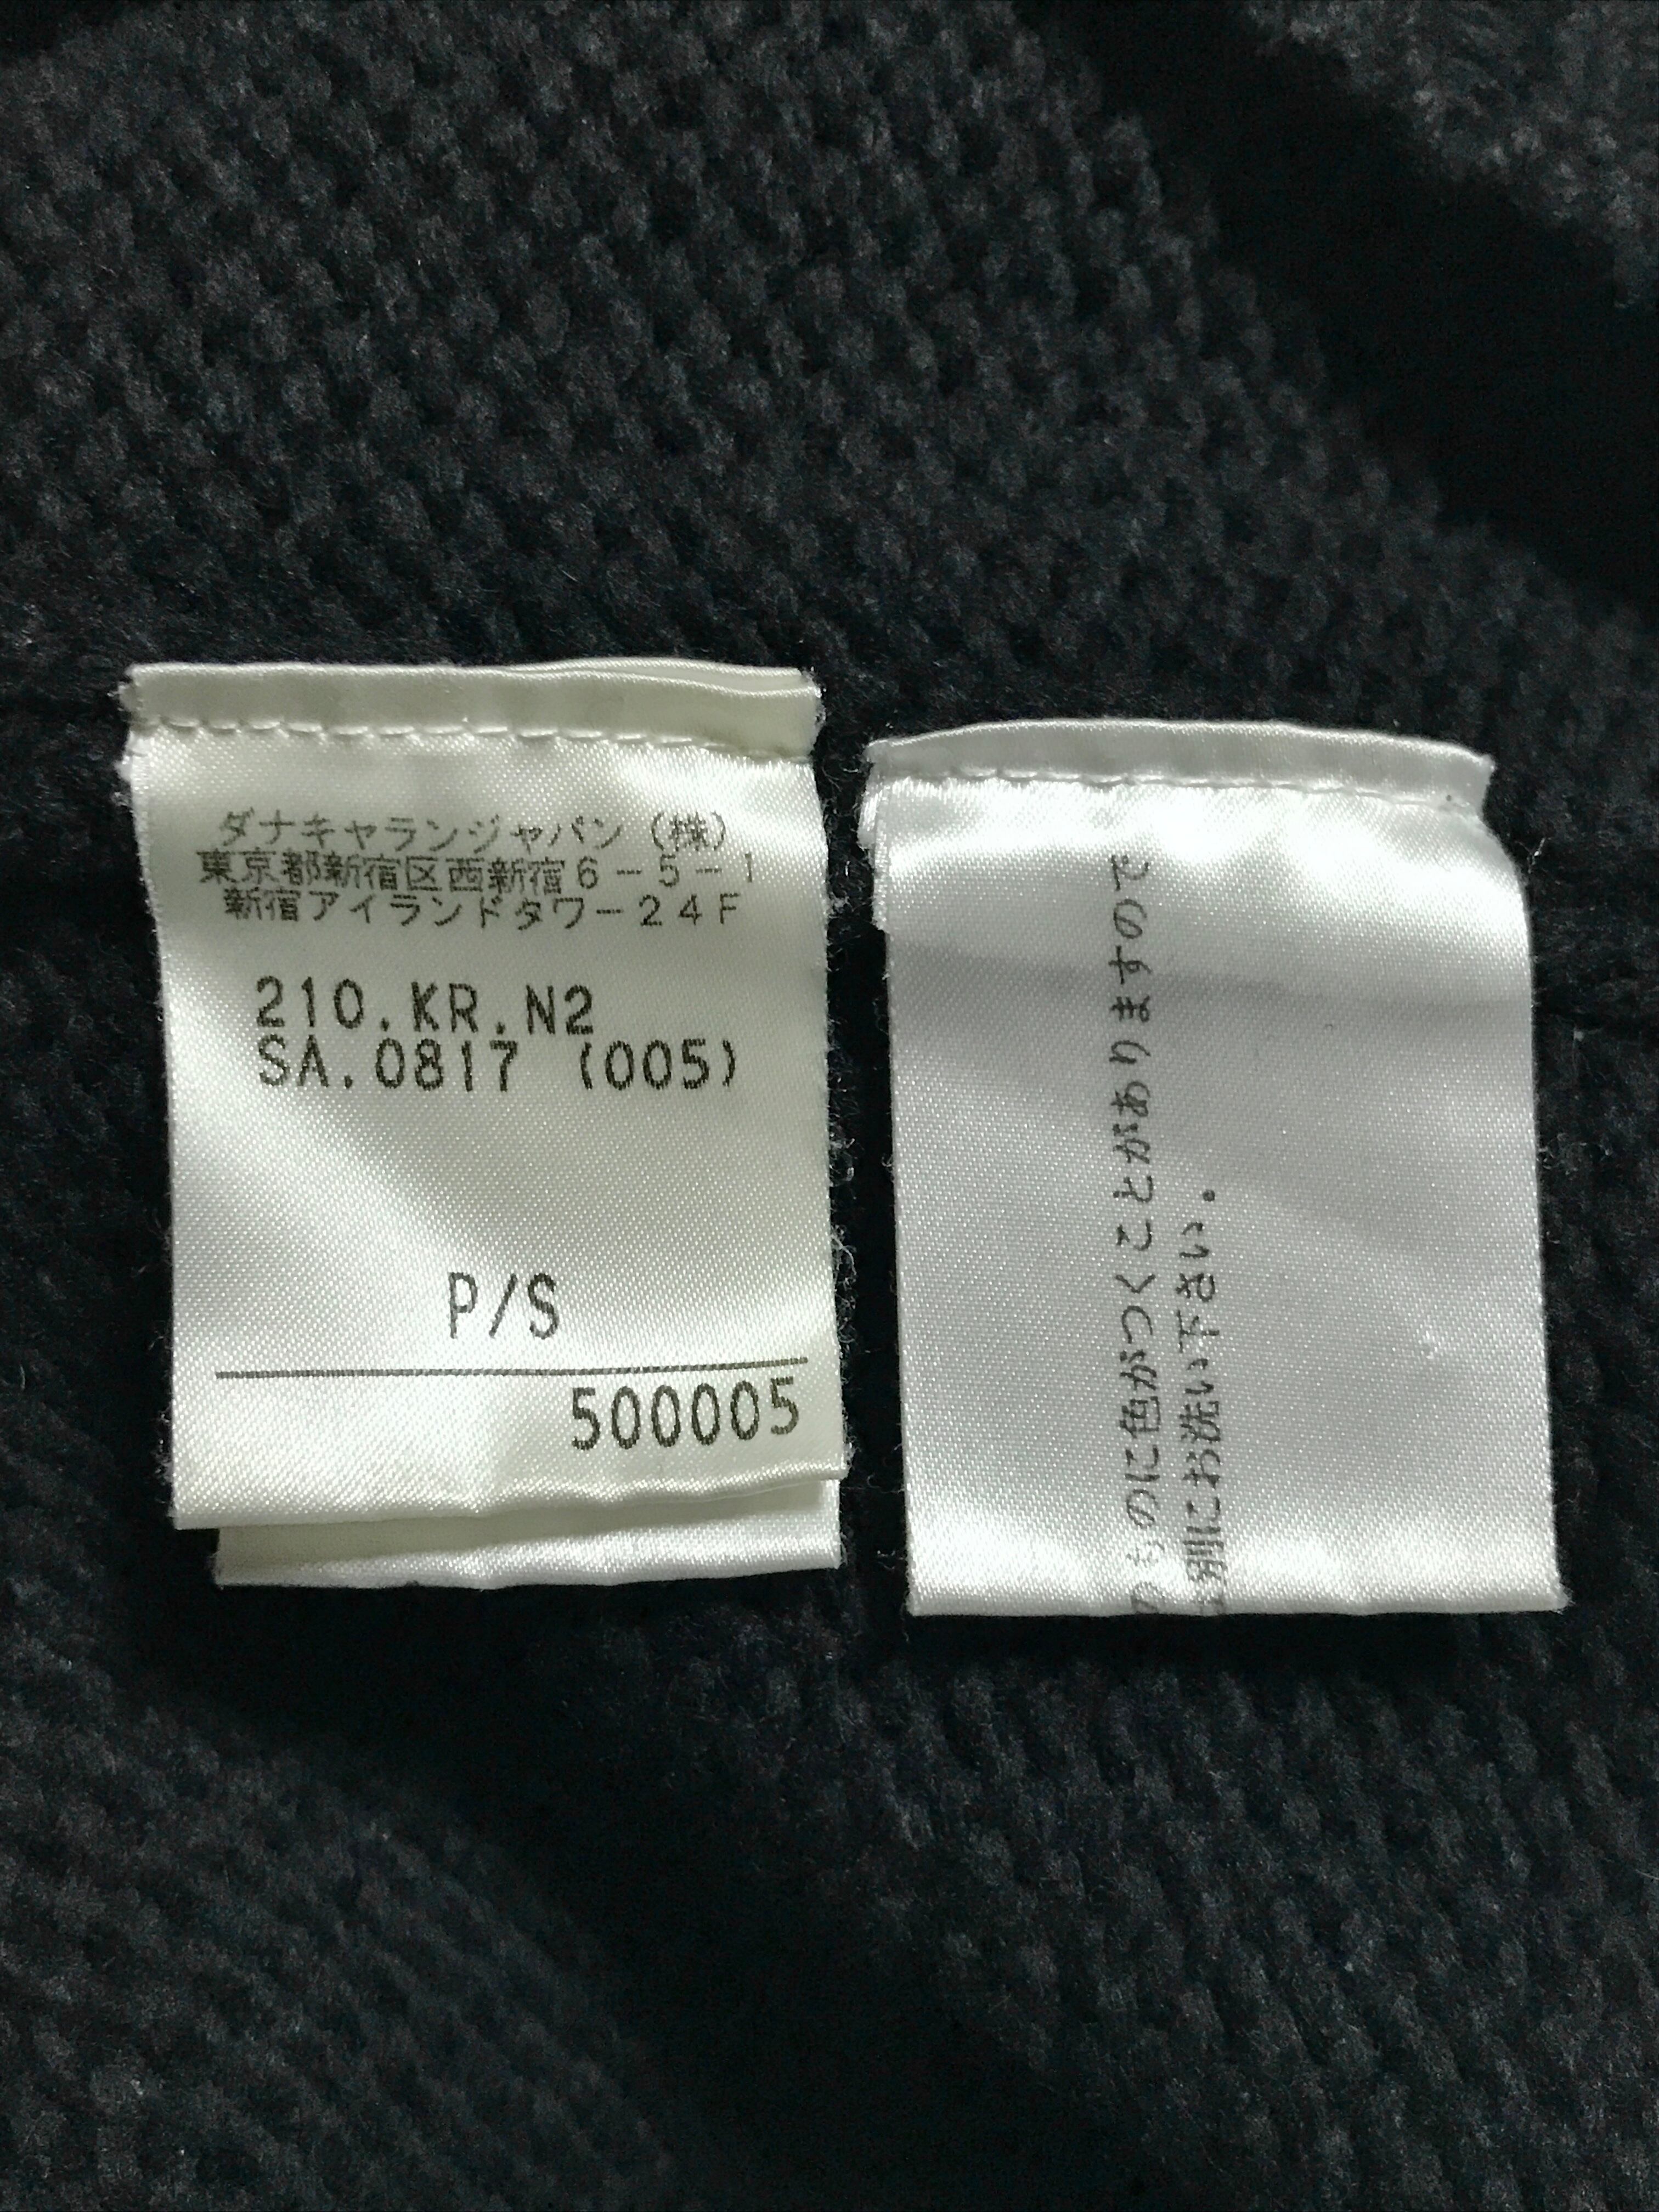 ダナキャランジャパン（株）
東京都新宿区西新宿６－５－１
新宿アイランドタワー２４Ｆ
210.KR.N2
SA.0817 (005)
P/S
500005
のものに色がつくことがありますので
別にお洗い下さい。